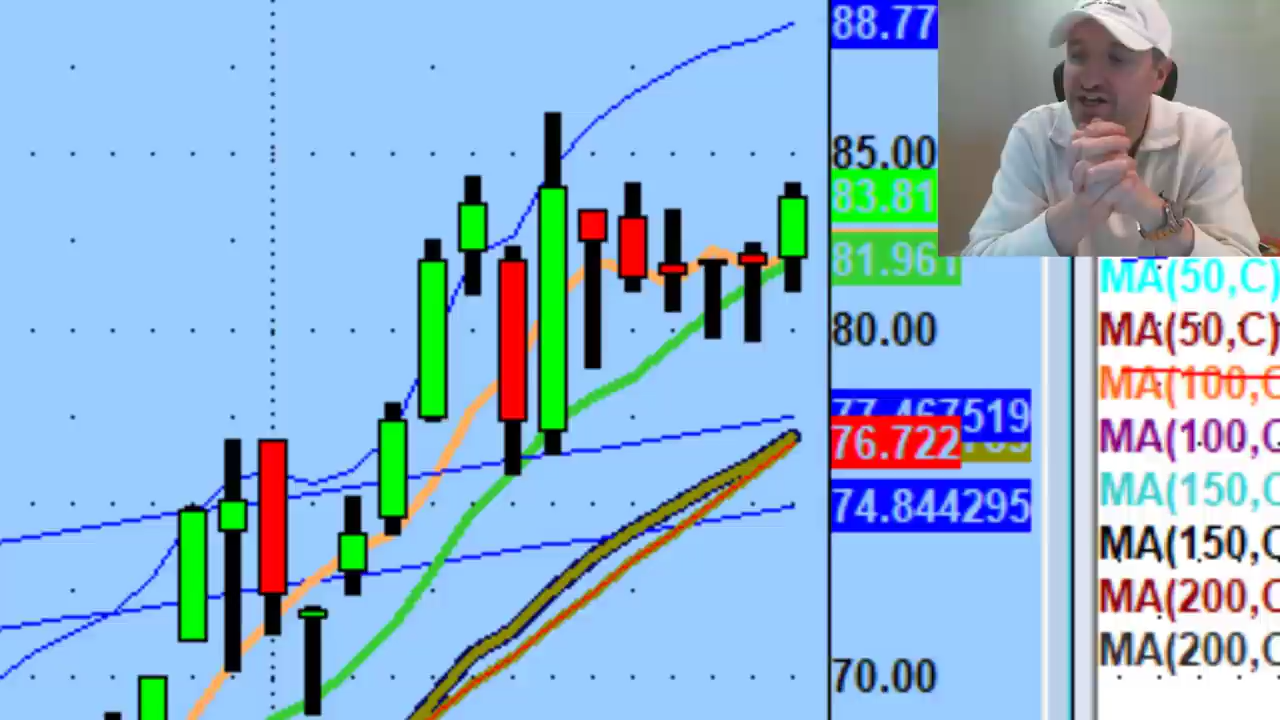 88.77
85.00
83.81
81.961
80.00
77.467519
76.722
74.844295
70.00
MA(50,C)
MA(50,C)
MA(100,C
MA(100,C
MA(150,C
MA(150,C
MA(200,C
MA(200,C